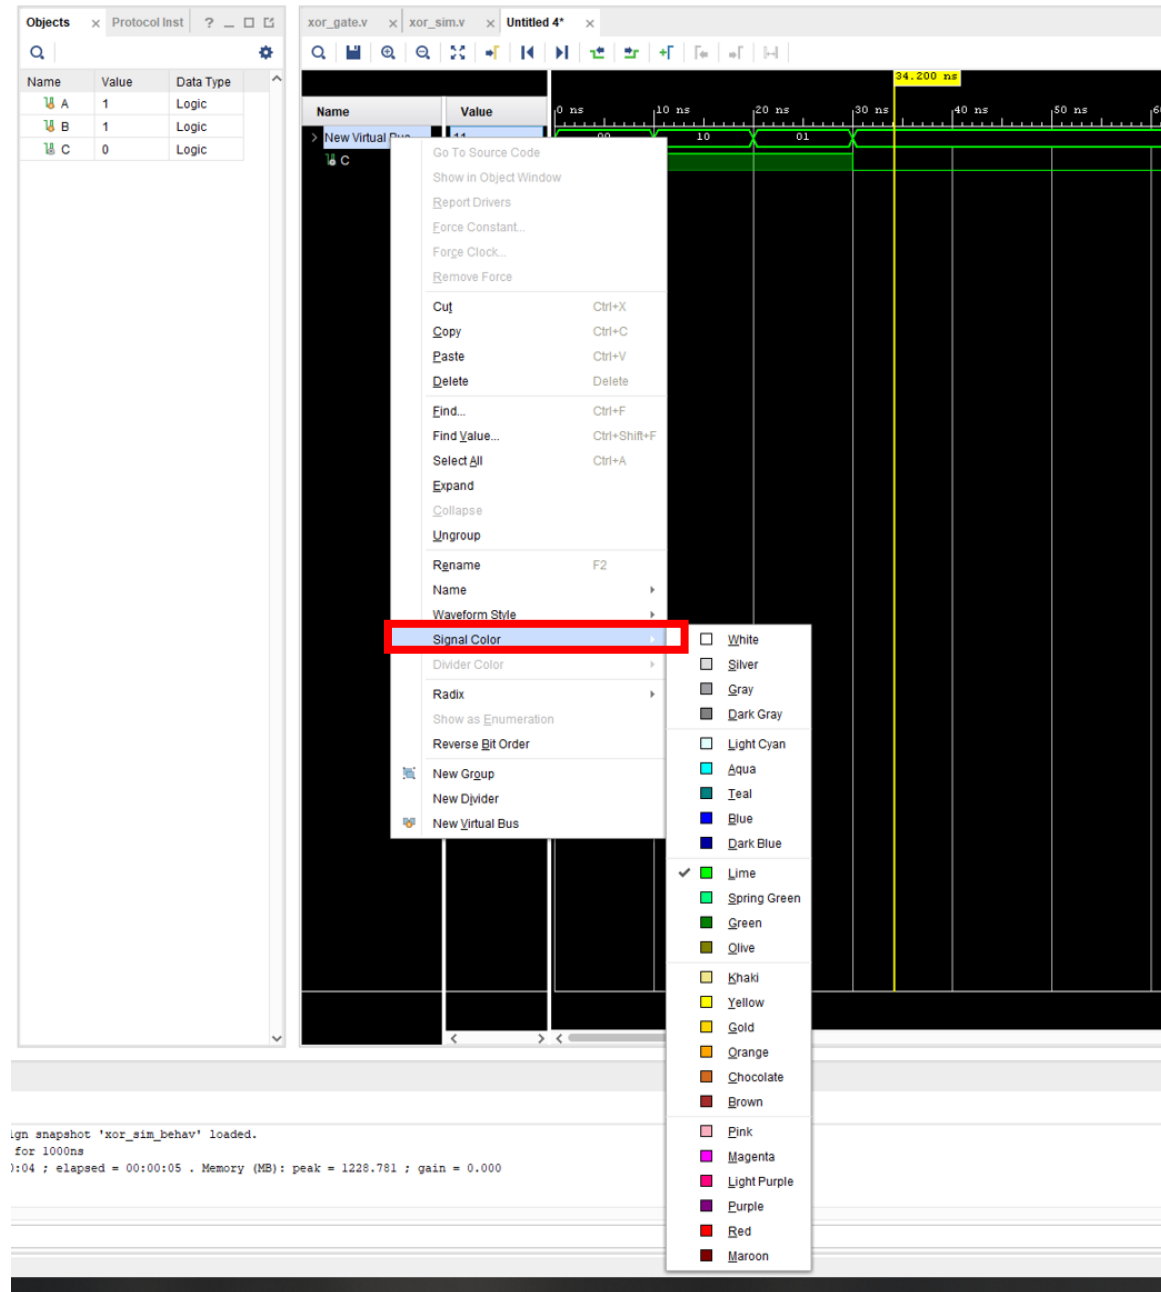 Objects × Protocol Inst ? _
Name Value Data Type
A 1 Logic
B 1 Logic
C 0 Logic
xor_gate.v × xor_sim.v × Untitled 4* ×
34.200 ns
Name Value
0 ns 10 ns 20 ns 30 ns 40 ns 50 ns
New Virtual Bus 11 00 10 01
C
Go To Source Code
Show in Object Window
Report Drivers
Force Constant...
Force Clock...
Remove Force
Cut Ctrl+X
Copy Ctrl+C
Paste Ctrl+V
Delete Delete
Find... Ctrl+F
Find Value... Ctrl+Shift+F
Select All Ctrl+A
Expand
Collapse
Ungroup
Rename F2
Name
Waveform Style
Signal Color
Divider Color
Radix
Show as Enumeration
Reverse Bit Order
New Group
New Divider
New Virtual Bus
White
Silver
Gray
Dark Gray
Light Cyan
Aqua
Teal
Blue
Dark Blue
Lime
Spring Green
Green
Olive
Khaki
Yellow
Gold
Orange
Chocolate
Brown
Pink
Magenta
Light Purple
Purple
Red
Maroon
ign snapshot 'xor_sim_behav' loaded.
for 1000ns
):04 ; elapsed = 00:00:05 . Memory (MB): peak = 1228.781 ; gain = 0.000